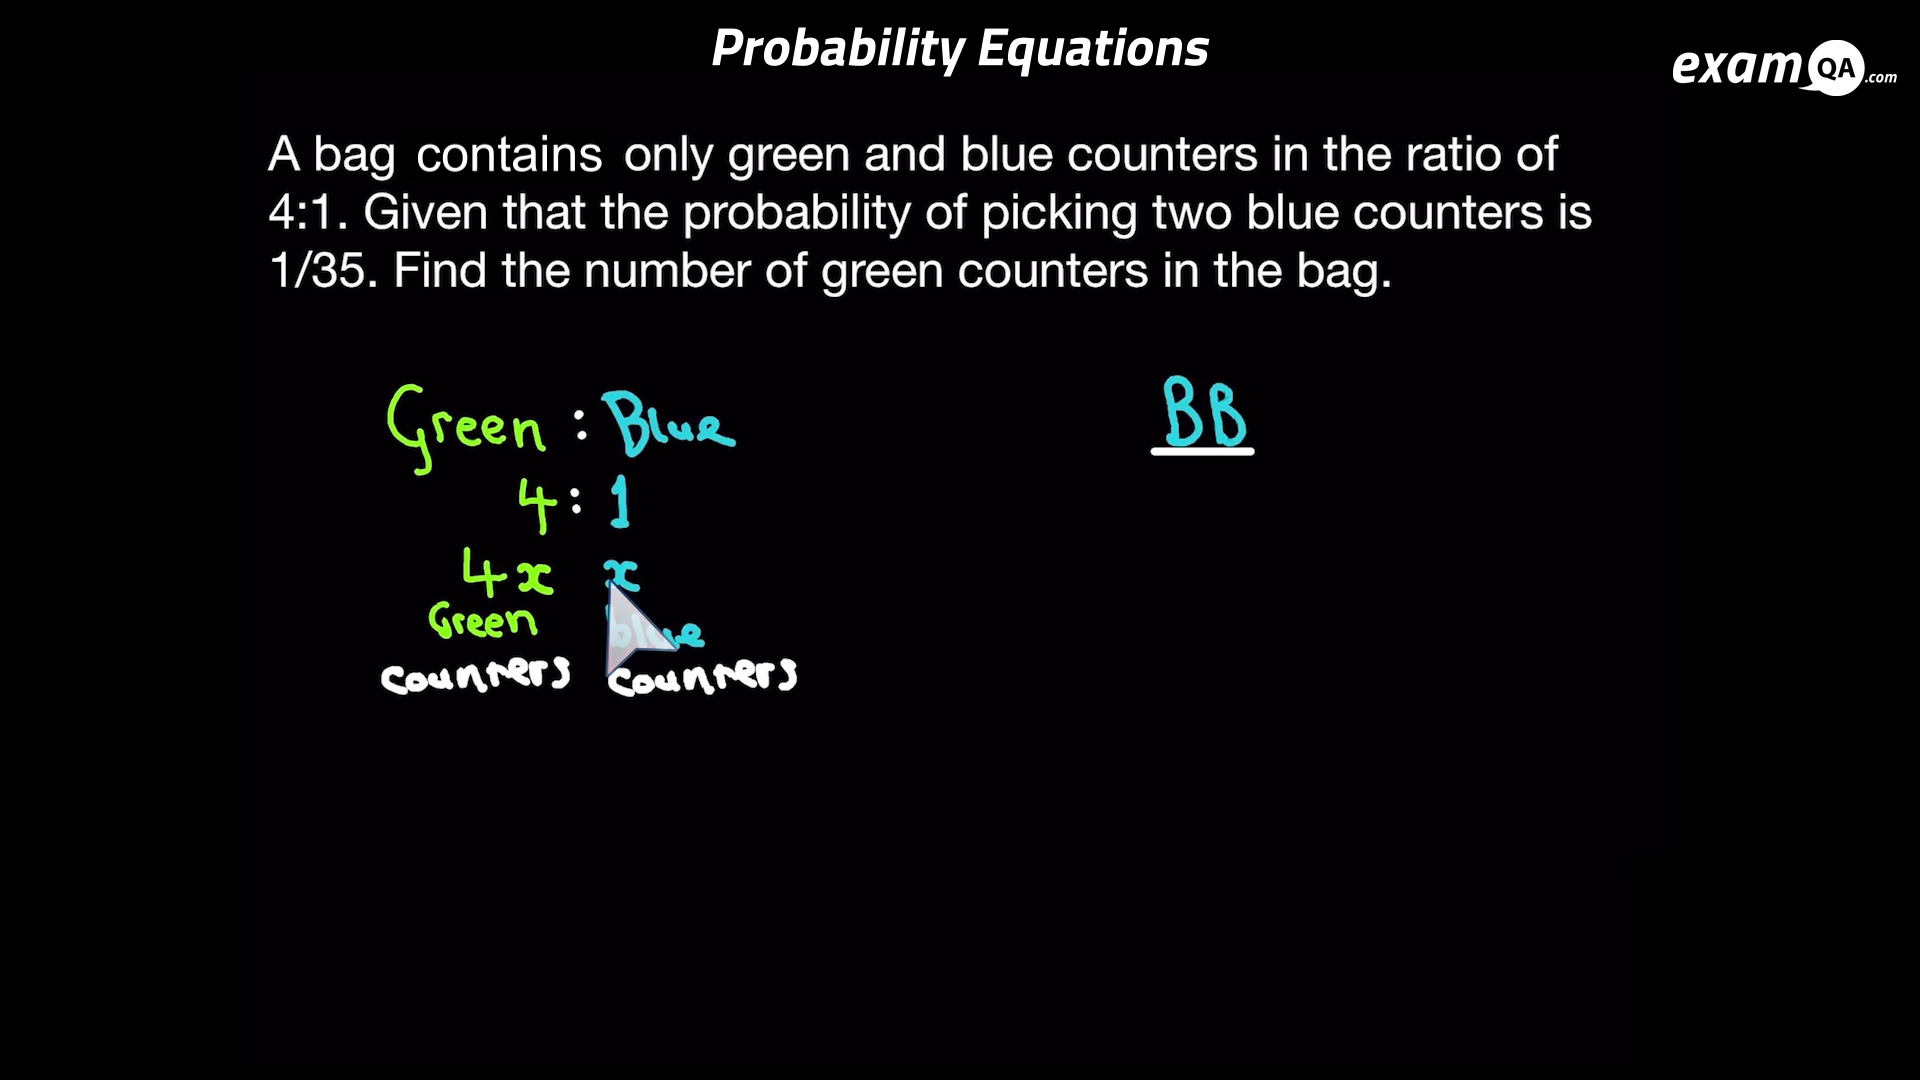 Probability Equations
examQA.com
A bag contains only green and blue counters in the ratio of
4:1. Given that the probability of picking two blue counters is
1/35. Find the number of green counters in the bag.
Green : Blue
BB
4 : 1
4x x
Green blue
counters counters